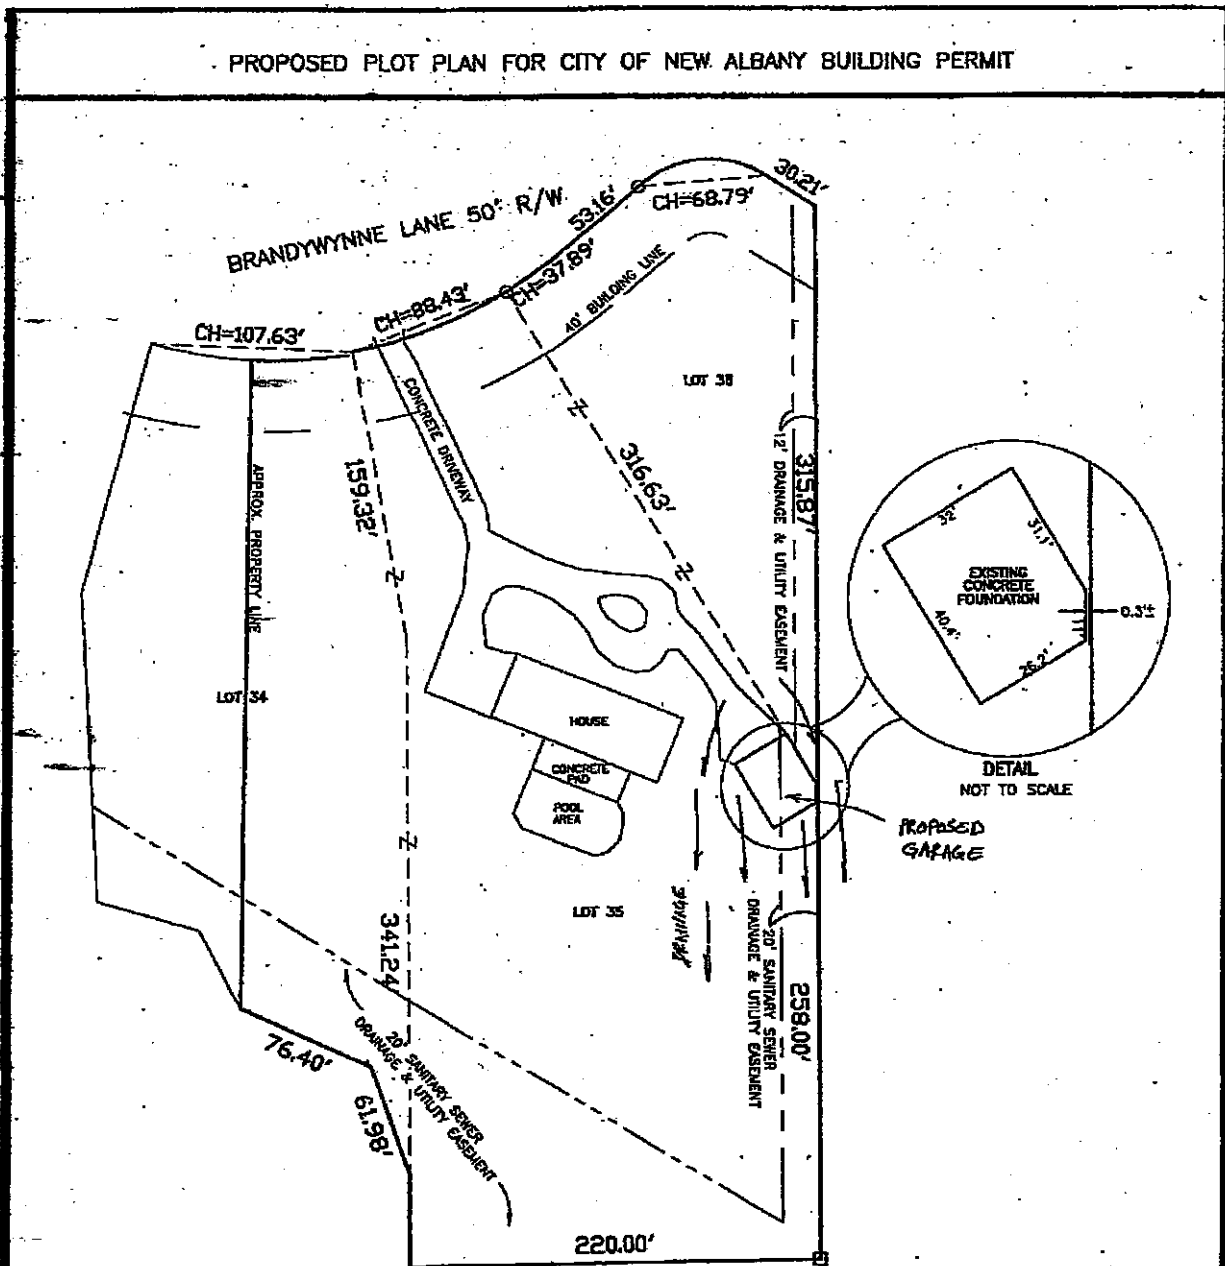 PROPOSED PLOT PLAN FOR CITY OF NEW ALBANY BUILDING PERMIT
BRANDYWYNNE LANE 50' R/W
30.21'
CH=68.79'
53.16'
CH=37.89'
40' BUILDING LINE
CH=88.43'
CH=107.63'
CONCRETE DRIVEWAY
159.32'
APPROX. PROPERTY LINE
LOT 34
316.63'
315.87'
12' DRAINAGE & UTILITY EASEMENT
32'
31.1'
EXISTING
CONCRETE
FOUNDATION
40.4'
26.2'
0.3'±
DETAIL
NOT TO SCALE
HOUSE
CONCRETE
PAD
POOL
AREA
PROPOSED
GARAGE
LOT 35
DRAINAGE
20' SANITARY SEWER
DRAINAGE & UTILITY EASEMENT
258.00'
341.24
20' SANITARY SEWER
DRAINAGE & UTILITY EASEMENT
76.40'
61.98'
220.00'